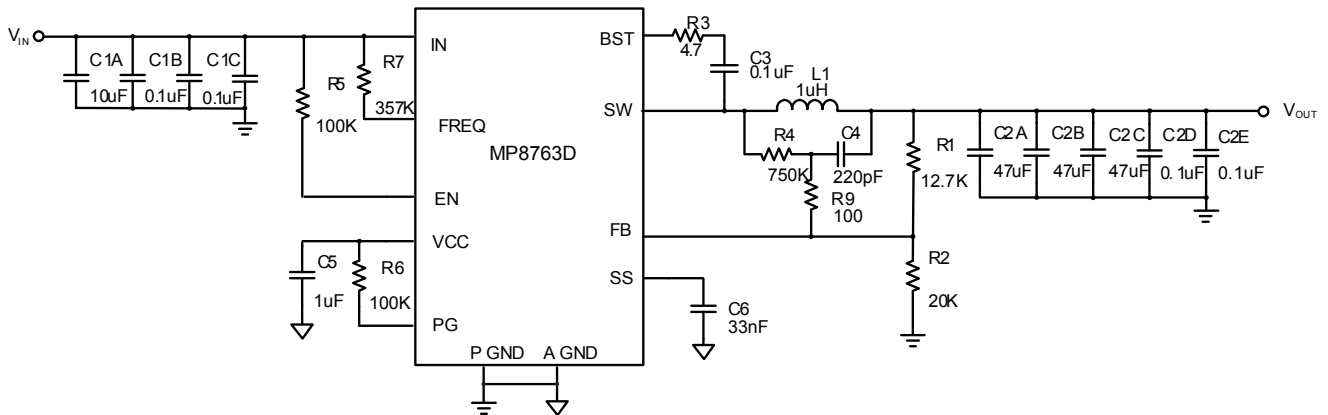 V_IN
C1A
C1B
C1C
10uF
0.1uF
0.1uF
R5
100K
R7
357K
IN
FREQ
EN
VCC
PG
MP8763D
BST
SW
FB
SS
P GND
A GND
C5
1uF
R6
100K
R3
4.7
C3
0.1uF
L1
1uH
R4
750K
C4
220pF
R9
100
R1
12.7K
R2
20K
C6
33nF
C2A
C2B
C2C
C2D
C2E
47uF
47uF
47uF
0.1uF
0.1uF
V_OUT